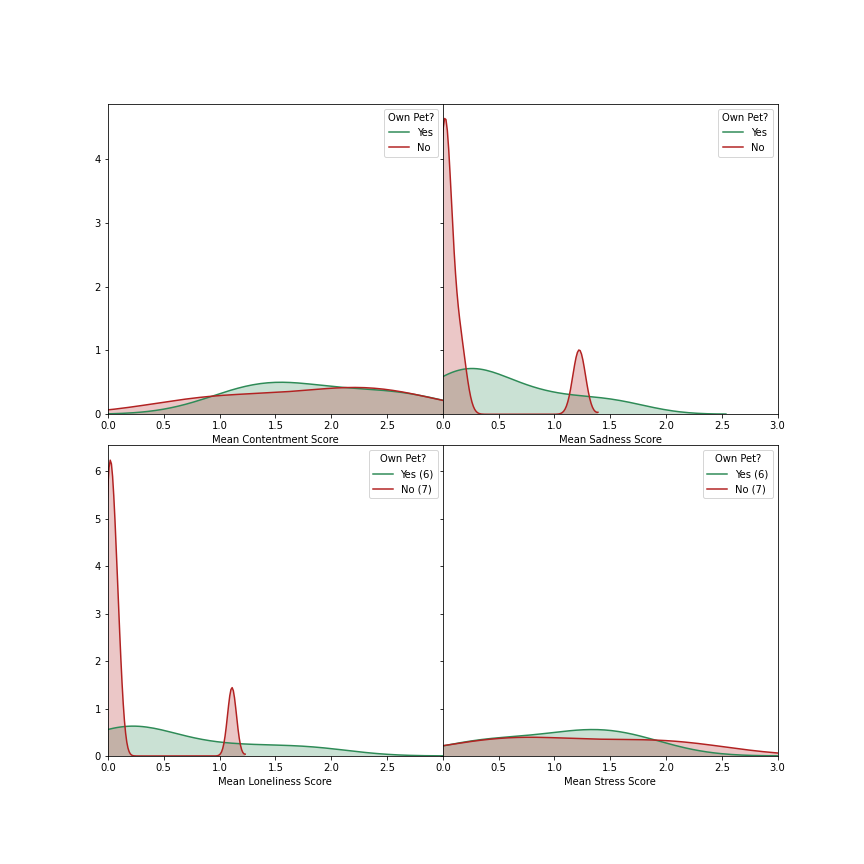 Own Pet?
Yes
No
4
3
2
1
0
0.0 0.5 1.0 1.5 2.0 2.5
Mean Contentment Score
Own Pet?
Yes
No
0.0 0.5 1.0 1.5 2.0 2.5 3.0
Mean Sadness Score
Own Pet?
Yes (6)
No (7)
6
5
4
3
2
1
0
0.0 0.5 1.0 1.5 2.0 2.5
Mean Loneliness Score
Own Pet?
Yes (6)
No (7)
0.0 0.5 1.0 1.5 2.0 2.5 3.0
Mean Stress Score